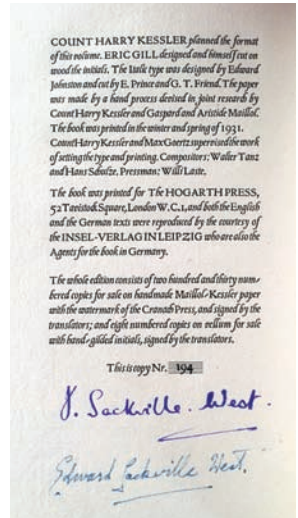 COUNT HARRY KESSLER planned the format
of this volume. ERIC GILL designed and himself cut on
wood the initials. The Italic type was designed by Edward
Johnston and cut by E. Prince and G. T. Friend. The paper
was made by a hand process devised in joint research by
Count Harry Kessler and Gaspard and Aristide Maillol.
The book was printed in the winter and spring of 1931.
Count Harry Kessler and Max Goertz supervised the work
of setting the type and printing. Compositors: Walter Tanz
and Hans Schulze. Pressman: Willi Laste.
The book was printed for The HOGARTH PRESS,
52 Tavistock Square, London W.C.1, and both the English
and the German texts were reproduced by the courtesy of
the INSEL-VERLAG IN LEIPZIG who are also the
Agents for the book in Germany.
The whole edition consists of two hundred and thirty num-
bered copies for sale on handmade Maillol-Kessler paper
with the watermark of the Cranach Press, and signed by the
translators; and eight numbered copies on vellum for sale
with hand-gilded initials, signed by the translators.
This is copy Nr. 194
V. Sackville-West.
Edward Sackville West.